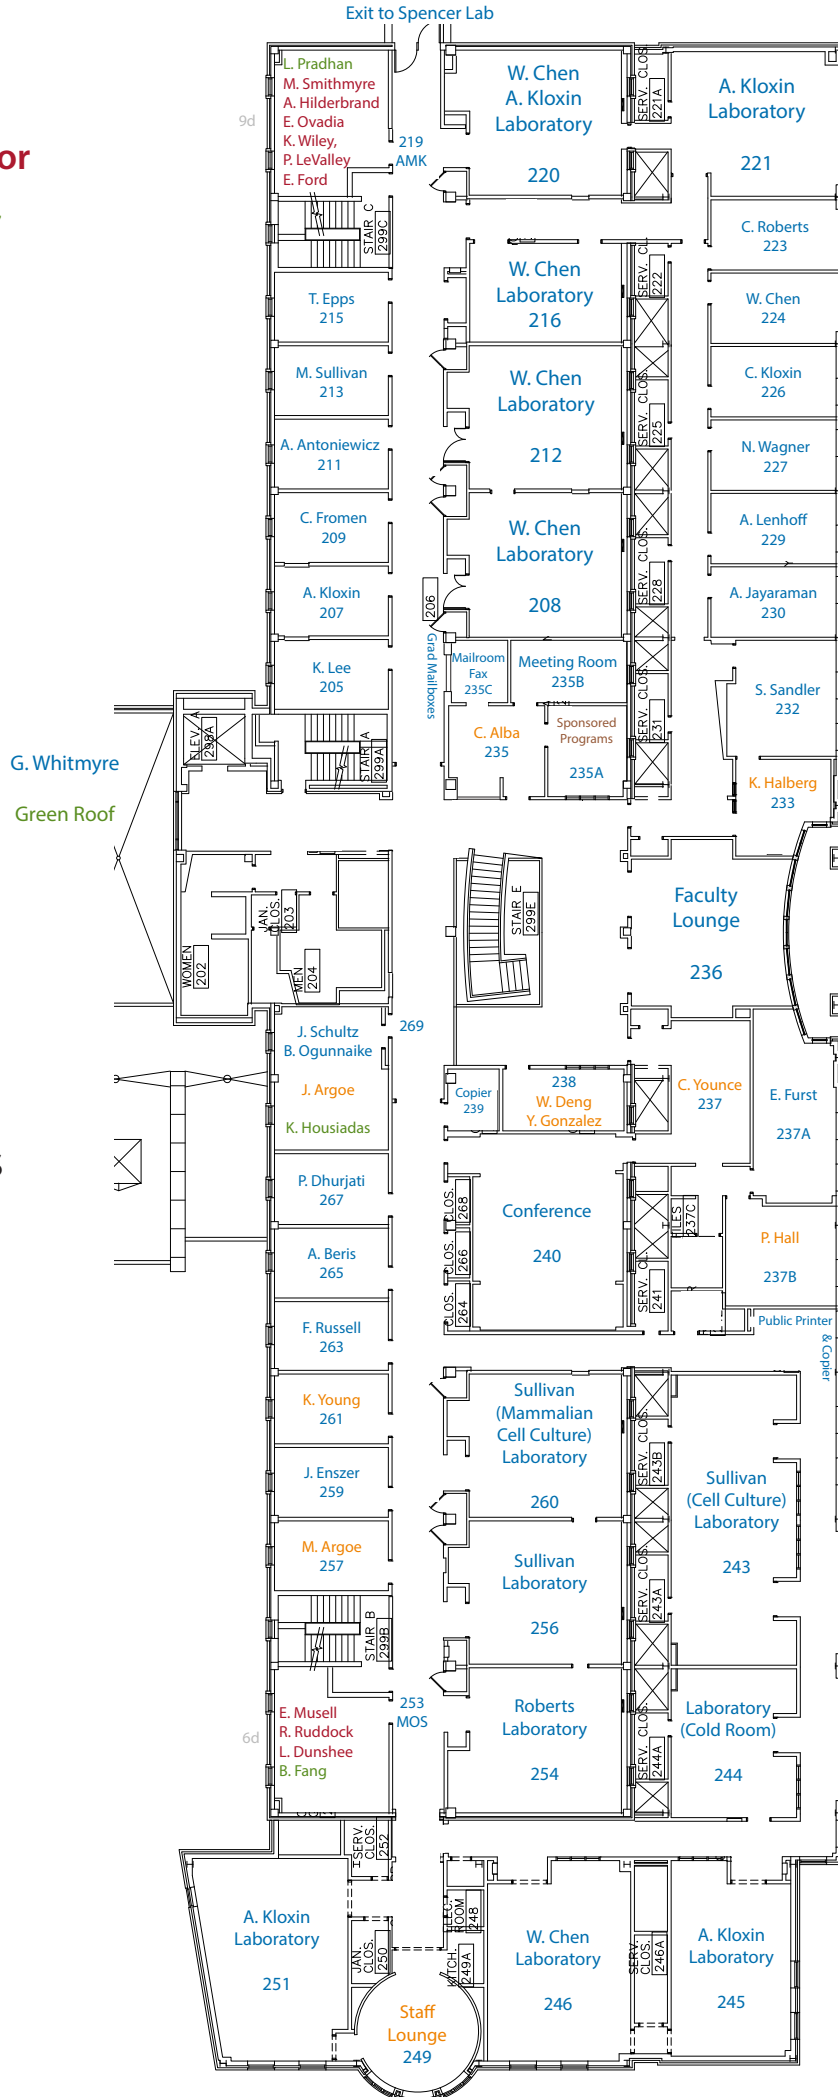 Exit to Spencer Lab
L. Pradhan
M. Smithmyre
A. Hilderbrand
E. Ovadia
K. Wiley,
P. LeValley
E. Ford
9d
or
219
AMK
STAIR C
299C
W. Chen
A. Kloxin
Laboratory
220
SERV. CLOS.
221A
A. Kloxin
Laboratory
221
C. Roberts
223
T. Epps
215
W. Chen
Laboratory
216
SERV. CL.
222
W. Chen
224
M. Sullivan
213
W. Chen
Laboratory
212
SERV. CLOS.
225
C. Kloxin
226
A. Antoniewicz
211
N. Wagner
227
C. Fromen
209
W. Chen
Laboratory
208
SERV. CLOS.
228
A. Lenhoff
229
A. Kloxin
207
206
A. Jayaraman
230
K. Lee
205
Grad Mailboxes
Mailroom
Fax
235C
Meeting Room
235B
SERV. CLOS.
231
S. Sandler
232
ELEV. A
298A
STAIR A
299A
C. Alba
235
Sponsored
Programs
235A
G. Whitmyre
K. Halberg
233
Green Roof
WOMEN
202
JAN.
CLOS.
203
MEN
204
STAIR E
299E
Faculty
Lounge
236
269
J. Schultz
B. Ogunnaike
J. Argoe
K. Housiadas
Copier
239
238
W. Deng
Y. Gonzalez
C. Younce
237
E. Furst
237A
S
P. Dhurjati
267
CLOS.
268
Conference
240
237C
A. Beris
265
CLOS.
266
P. Hall
237B
CLOS.
264
SERV. CL.
241
F. Russell
263
Public Printer
& Copier
K. Young
261
Sullivan
(Mammalian
Cell Culture)
Laboratory
260
SERV. CLOS.
243B
Sullivan
(Cell Culture)
Laboratory
243
J. Enszer
259
M. Argoe
257
Sullivan
Laboratory
256
SERV. CLOS.
243A
STAIR B
299B
253
MOS
E. Musell
R. Ruddock
L. Dunshee
B. Fang
6d
Roberts
Laboratory
254
SERV. CLOS.
244A
Laboratory
(Cold Room)
244
SERV.
CLOS.
252
A. Kloxin
Laboratory
251
JAN.
CLOS.
250
ELEC.
ROOM
248
KITCH.
249A
Staff
Lounge
249
W. Chen
Laboratory
246
SERV.
CLOS.
246A
A. Kloxin
Laboratory
245